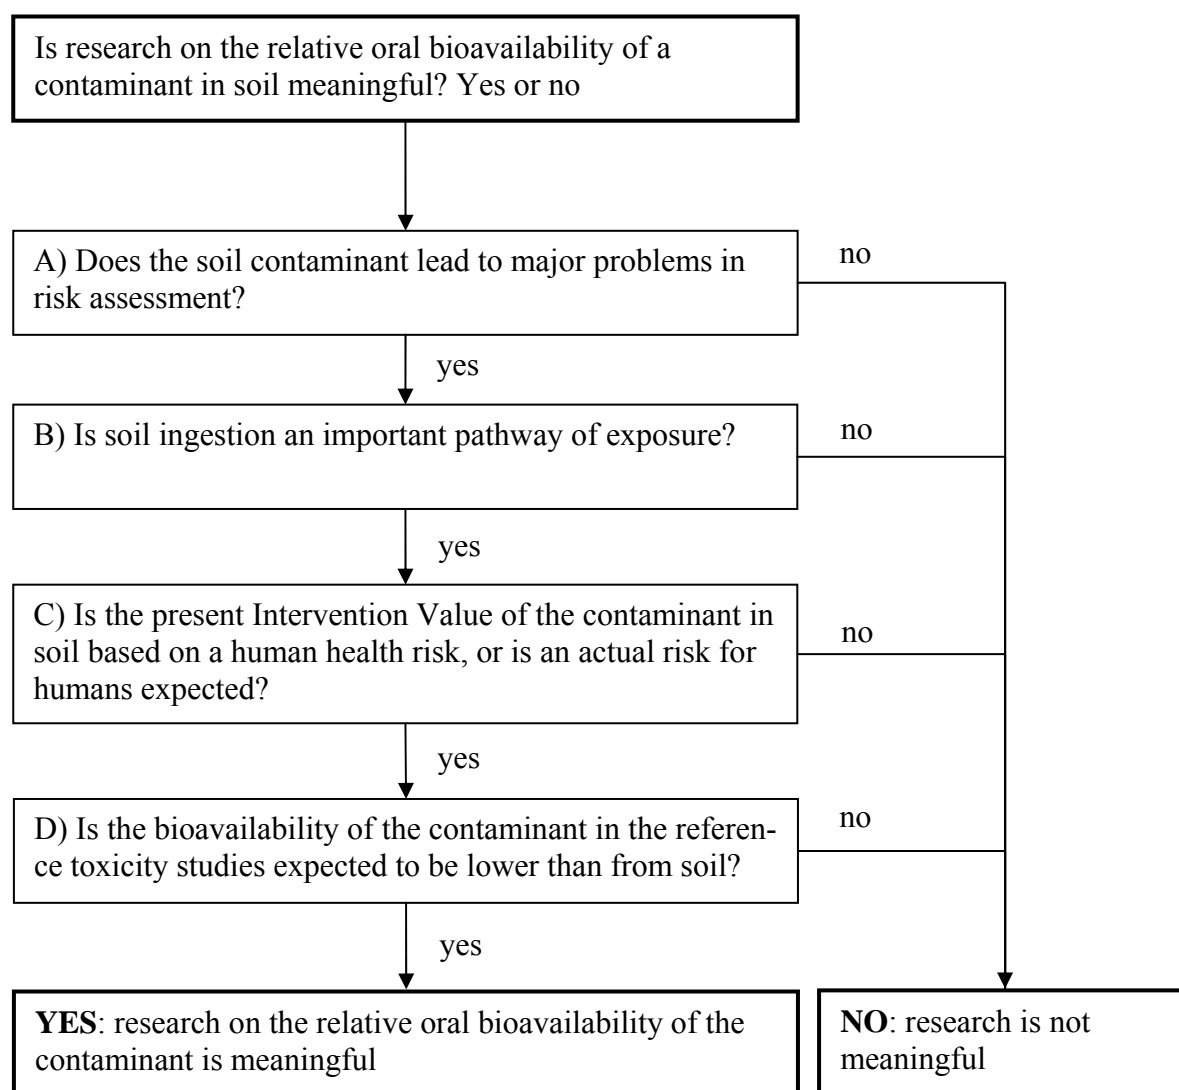 Is research on the relative oral bioavailability of a
contaminant in soil meaningful? Yes or no
A) Does the soil contaminant lead to major problems in
risk assessment?
no
yes
B) Is soil ingestion an important pathway of exposure?
no
yes
C) Is the present Intervention Value of the contaminant in
soil based on a human health risk, or is an actual risk for
humans expected?
no
yes
D) Is the bioavailability of the contaminant in the referen-
ce toxicity studies expected to be lower than from soil?
no
yes
YES: research on the relative oral bioavailability of the
contaminant is meaningful
NO: research is not
meaningful